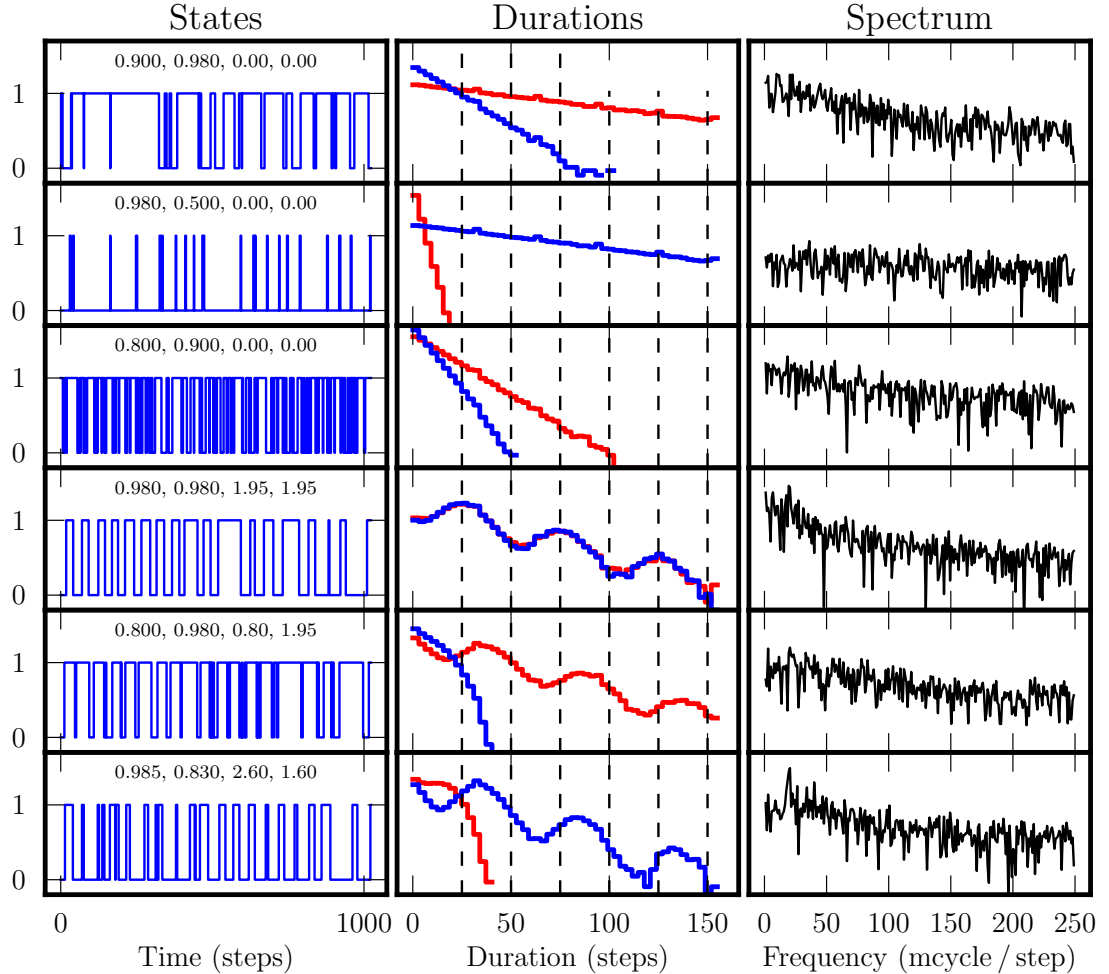 States Durations Spectrum
0.900, 0.980, 0.00, 0.00
1
0
0.980, 0.500, 0.00, 0.00
1
0
0.800, 0.900, 0.00, 0.00
1
0
0.980, 0.980, 1.95, 1.95
1
0
0.800, 0.980, 0.80, 1.95
1
0
0.985, 0.830, 2.60, 1.60
1
0
0 1000 0 50 100 150 0 50 100 150 200 250
Time (steps) Duration (steps) Frequency (mcycle / step)